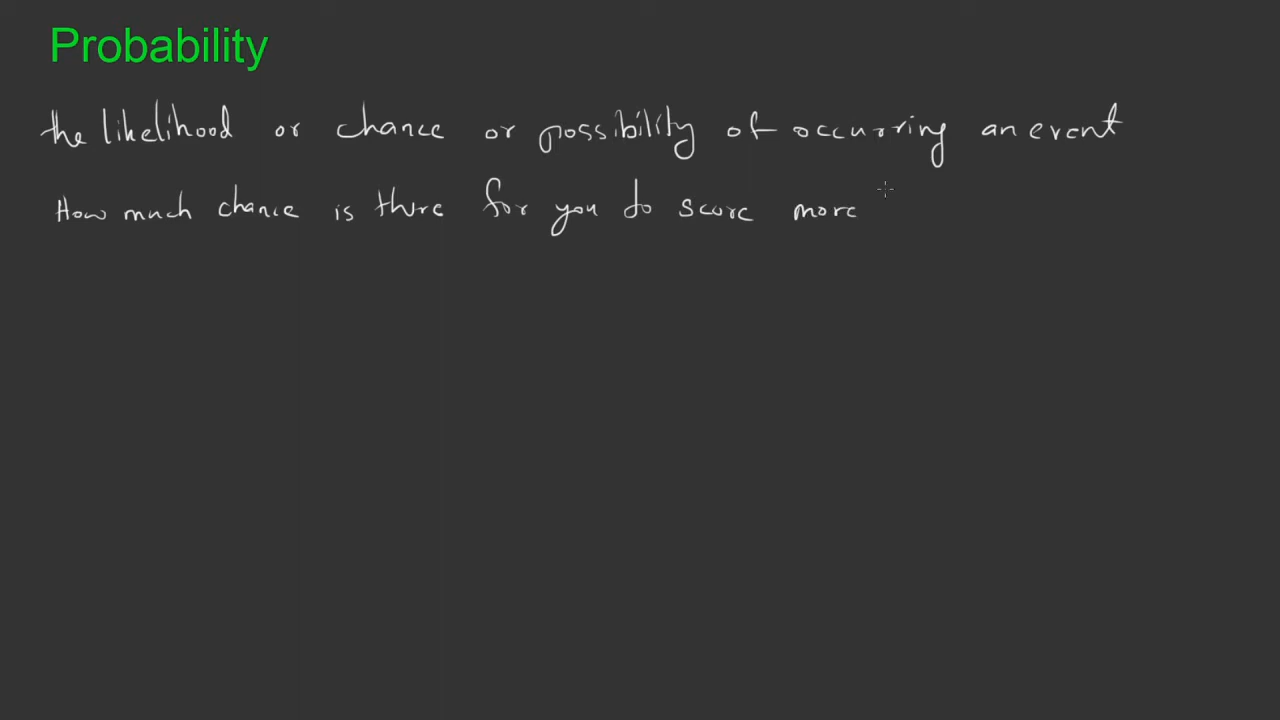 Probability
the likelihood or chance or possibility of occurring an event
How much chance is there for you to score more